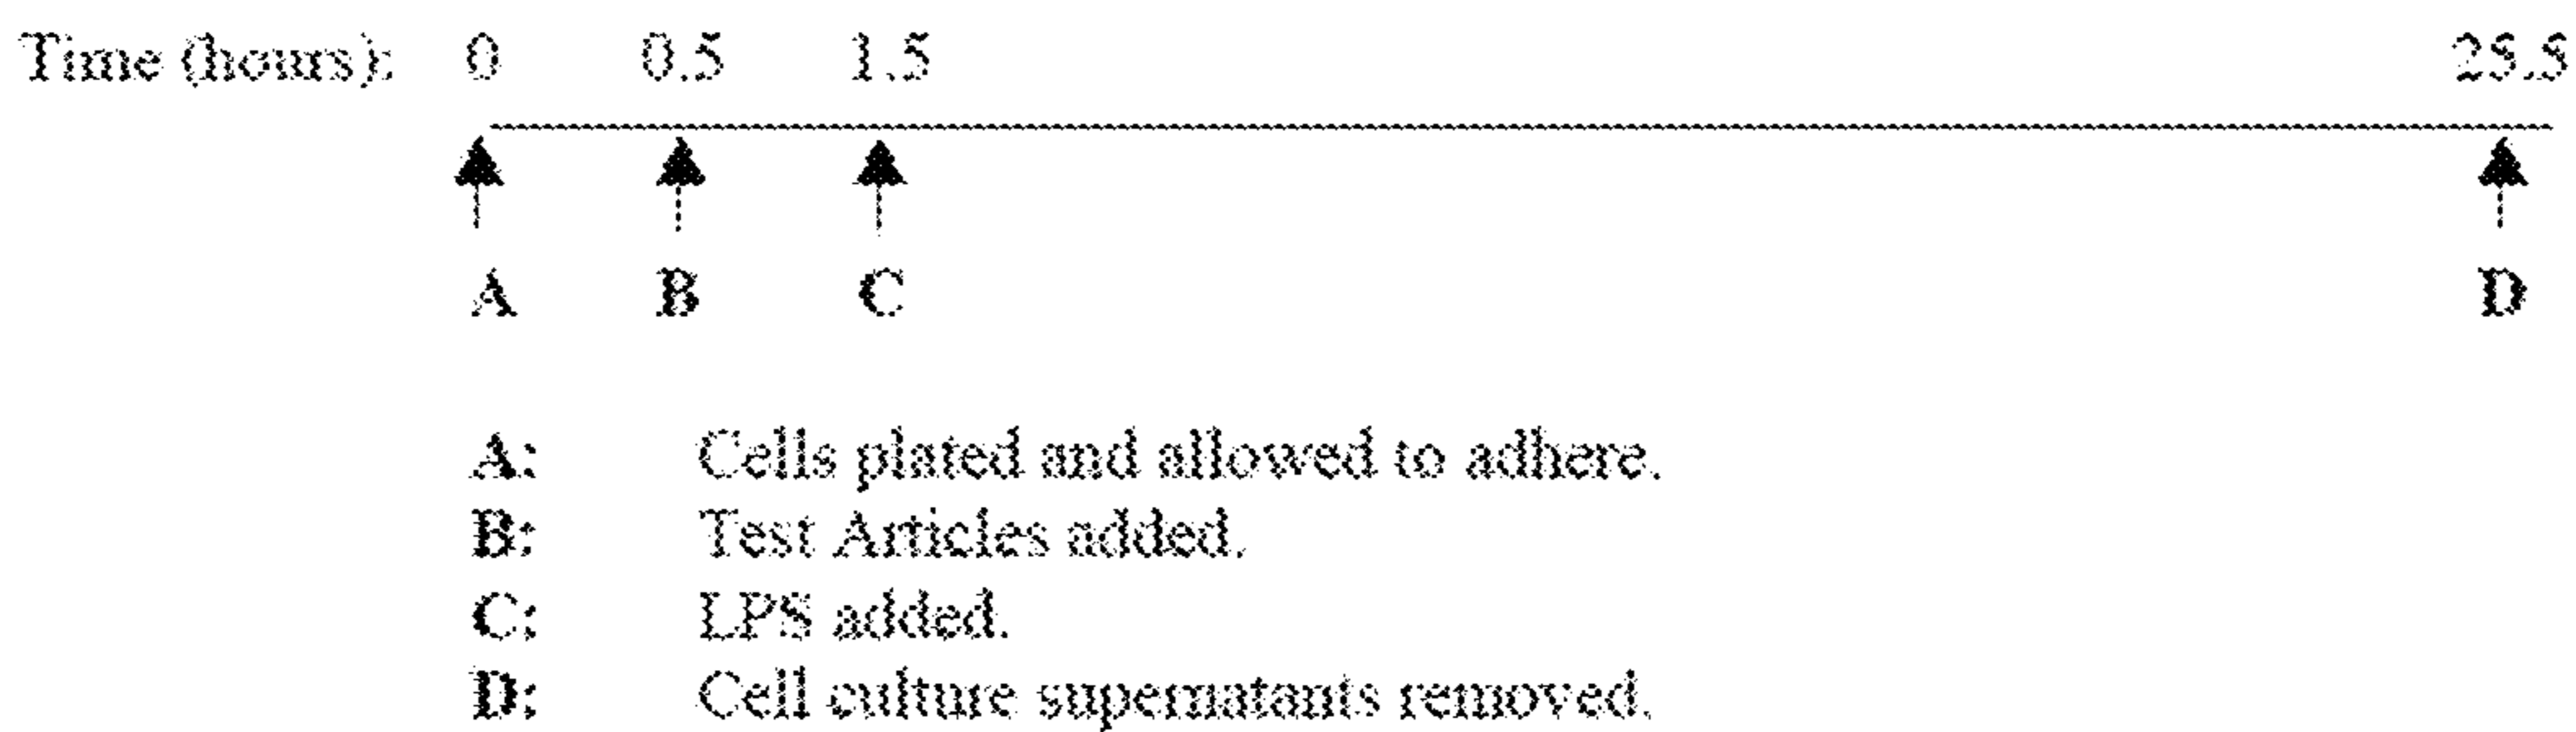 Time (hours): 0 0.5 1.5 25.5
A B C D
A: Cells plated and allowed to adhere.
B: Test Articles added.
C: LPS added.
D: Cell culture supernatants removed.